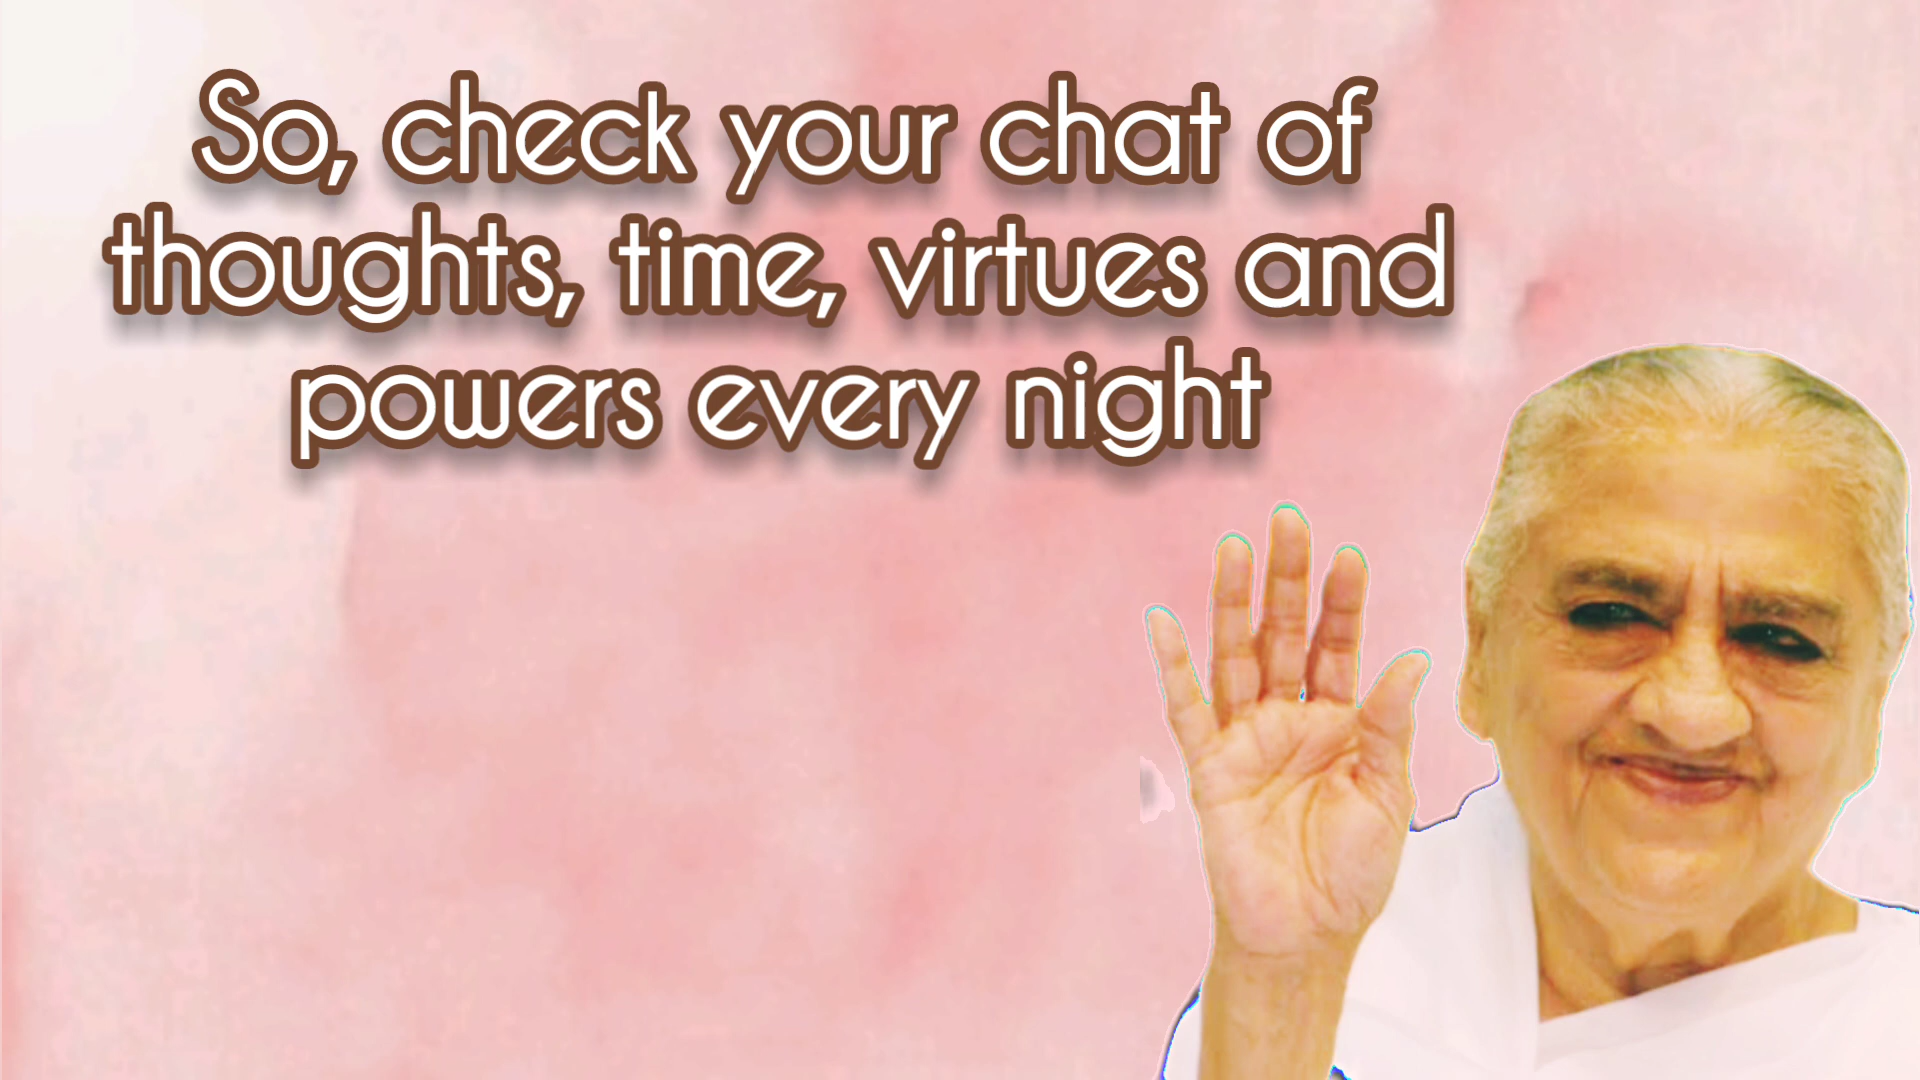 So, check your chat of
thoughts, time, virtues and
powers every night